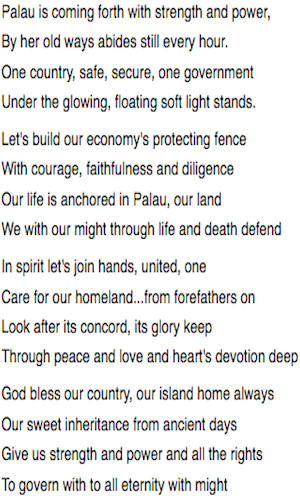 Palau is coming forth with strength and power,
By her old ways abides still every hour.
One country, safe, secure, one government
Under the glowing, floating soft light stands.
Let's build our economy's protecting fence
With courage, faithfulness and diligence
Our life is anchored in Palau, our land
We with our might through life and death defend
In spirit let's join hands, united, one
Care for our homeland...from forefathers on
Look after its concord, its glory keep
Through peace and love and heart's devotion deep
God bless our country, our island home always
Our sweet inheritance from ancient days
Give us strength and power and all the rights
To govern with to all eternity with might